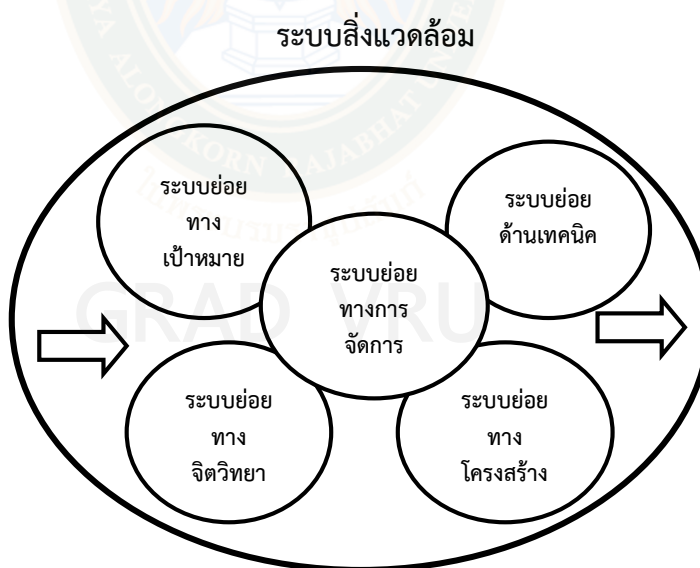 ระบบสิ่งแวดล้อม
ระบบย่อย
ทาง
เป้าหมาย
ระบบย่อย
ด้านเทคนิค
ระบบย่อย
ทางการ
จัดการ
GRAD VRU
ระบบย่อย
ทาง
จิตวิทยา
ระบบย่อย
ทาง
โครงสร้าง